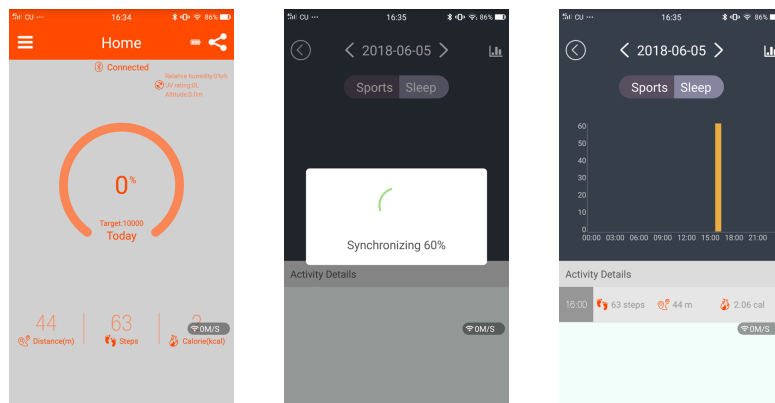 CU ···
16:34
86%
Home
Connected
Relative humidity:0%rh
UV rating:0L
Altitude:0.0m
0%
Target:10000
Today
44
63
Distance(m)
Steps
Calorie(kcal)
0M/S
CU ···
16:35
86%
2018-06-05
Sports
Sleep
Synchronizing 60%
Activity Details
0M/S
CU ···
16:35
86%
2018-06-05
Sports
Sleep
60
50
40
30
20
10
0
00:00 03:00 06:00 09:00 12:00 15:00 18:00 21:00
Activity Details
16:00 63 steps 44 m 2.06 cal
0M/S